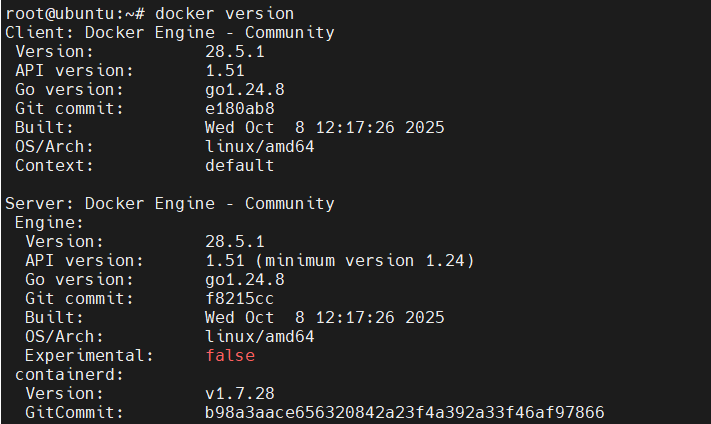 root@ubuntu:~# docker version
Client: Docker Engine - Community
 Version:           28.5.1
 API version:       1.51
 Go version:        go1.24.8
 Git commit:        e180ab8
 Built:             Wed Oct  8 12:17:26 2025
 OS/Arch:           linux/amd64
 Context:           default

Server: Docker Engine - Community
 Engine:
  Version:          28.5.1
  API version:      1.51 (minimum version 1.24)
  Go version:       go1.24.8
  Git commit:       f8215cc
  Built:            Wed Oct  8 12:17:26 2025
  OS/Arch:          linux/amd64
  Experimental:     false
 containerd:
  Version:          v1.7.28
  GitCommit:        b98a3aace656320842a23f4a392a33f46af97866